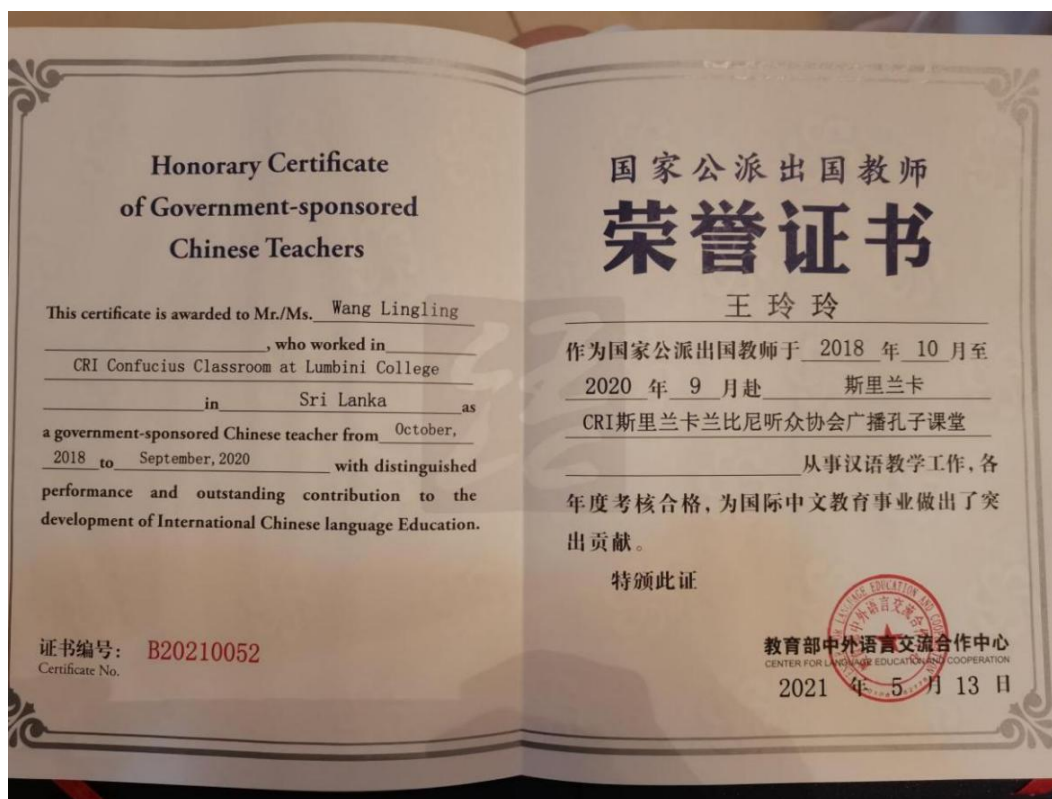 Honorary Certificate
of Government-sponsored
Chinese Teachers
This certificate is awarded to Mr./Ms. Wang Lingling
, who worked in
CRI Confucius Classroom at Lumbini College
in Sri Lanka as
a government-sponsored Chinese teacher from October,
2018 to September,2020 with distinguished
performance and outstanding contribution to the
development of International Chinese language Education.
证书编号: B20210052
Certificate No.
国家公派出国教师
荣誉证书
王玲玲
作为国家公派出国教师于 2018 年 10 月至
2020 年 9 月赴 斯里兰卡
CRI斯里兰卡兰比尼听众协会广播孔子课堂
从事汉语教学工作,各
年度考核合格,为国际中文教育事业做出了突
出贡献。
特颁此证
教育部中外语言交流合作中心
CENTER FOR LANGUAGE EDUCATION AND COOPERATION
2021 年 5 月 13 日